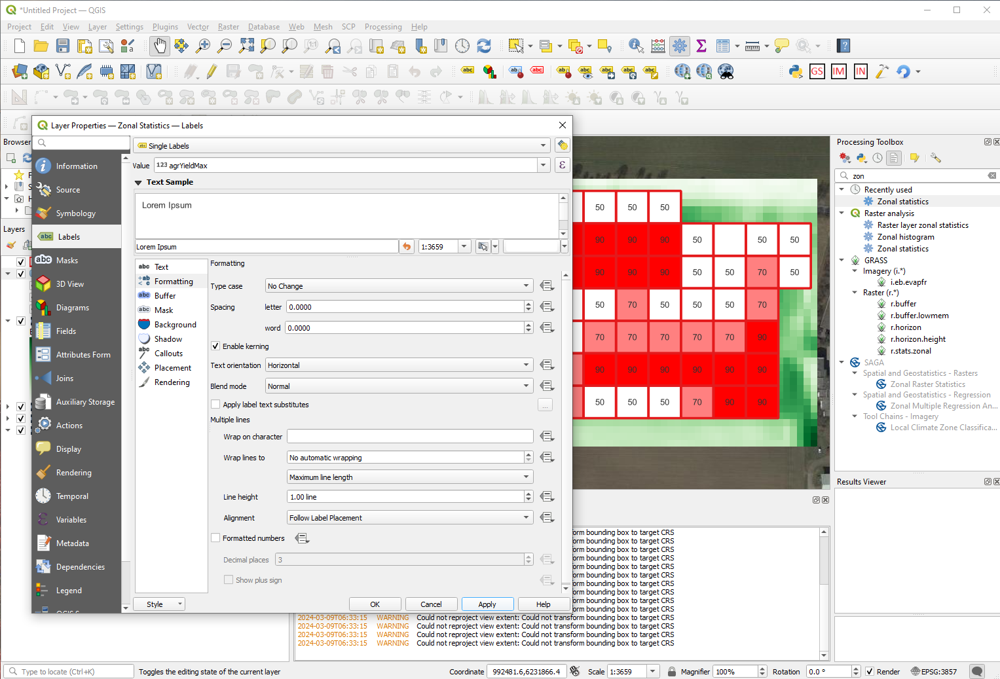 *Untitled Project — QGIS
Project Edit View Layer Settings Plugins Vector Raster Database Web Mesh SCP Processing Help
Layer Properties — Zonal Statistics — Labels
Browser
Layers
Information
Source
Symbology
Labels
Masks
3D View
Diagrams
Fields
Attributes Form
Joins
Auxiliary Storage
Actions
Display
Rendering
Temporal
Variables
Metadata
Dependencies
Legend
Single Labels
Value 123 agrYieldMax
Text Sample
Lorem Ipsum
Lorem Ipsum 1:3659
Text
Formatting
Buffer
Mask
Background
Shadow
Callouts
Placement
Rendering
Formatting
Type case No Change
Spacing letter 0.0000
word 0.0000
Enable kerning
Text orientation Horizontal
Blend mode Normal
Apply label text substitutes ...
Multiple lines
Wrap on character
Wrap lines to No automatic wrapping
Maximum line length
Line height 1.00 line
Alignment Follow Label Placement
Formatted numbers
Decimal places 3
Show plus sign
Style OK Cancel Apply Help
50 50 50
90 90 90 50 50 50
90 90 90 50 50 70 50
50 70 50 50 50 70
70 70 70 70 70 90
90 90 90 90 90 90
50 50 50 70 90 90
Processing Toolbox
zon
Recently used
Zonal statistics
Raster analysis
Raster layer zonal statistics
Zonal histogram
Zonal statistics
GRASS
Imagery (i.*)
i.eb.evapfr
Raster (r.*)
r.buffer
r.buffer.lowmem
r.horizon
r.horizon.height
r.stats.zonal
SAGA
Spatial and Geostatistics - Rasters
Zonal Raster Statistics
Spatial and Geostatistics - Regression
Zonal Multiple Regression An...
Tool Chains - Imagery
Local Climate Zone Classifica...
Results Viewer
orm bounding box to target CRS
orm bounding box to target CRS
orm bounding box to target CRS
orm bounding box to target CRS
orm bounding box to target CRS
orm bounding box to target CRS
orm bounding box to target CRS
orm bounding box to target CRS
orm bounding box to target CRS
orm bounding box to target CRS
2024-03-09T06:33:15 WARNING Could not reproject view extent: Could not transform bounding box to target CRS
2024-03-09T06:33:15 WARNING Could not reproject view extent: Could not transform bounding box to target CRS
2024-03-09T06:33:15 WARNING Could not reproject view extent: Could not transform bounding box to target CRS
2024-03-09T06:33:15 WARNING Could not reproject view extent: Could not transform bounding box to target CRS
Type to locate (Ctrl+K) Toggles the editing state of the current layer Coordinate 992481.6,6231866.4 Scale 1:3659 Magnifier 100% Rotation 0.0 ° Render EPSG:3857